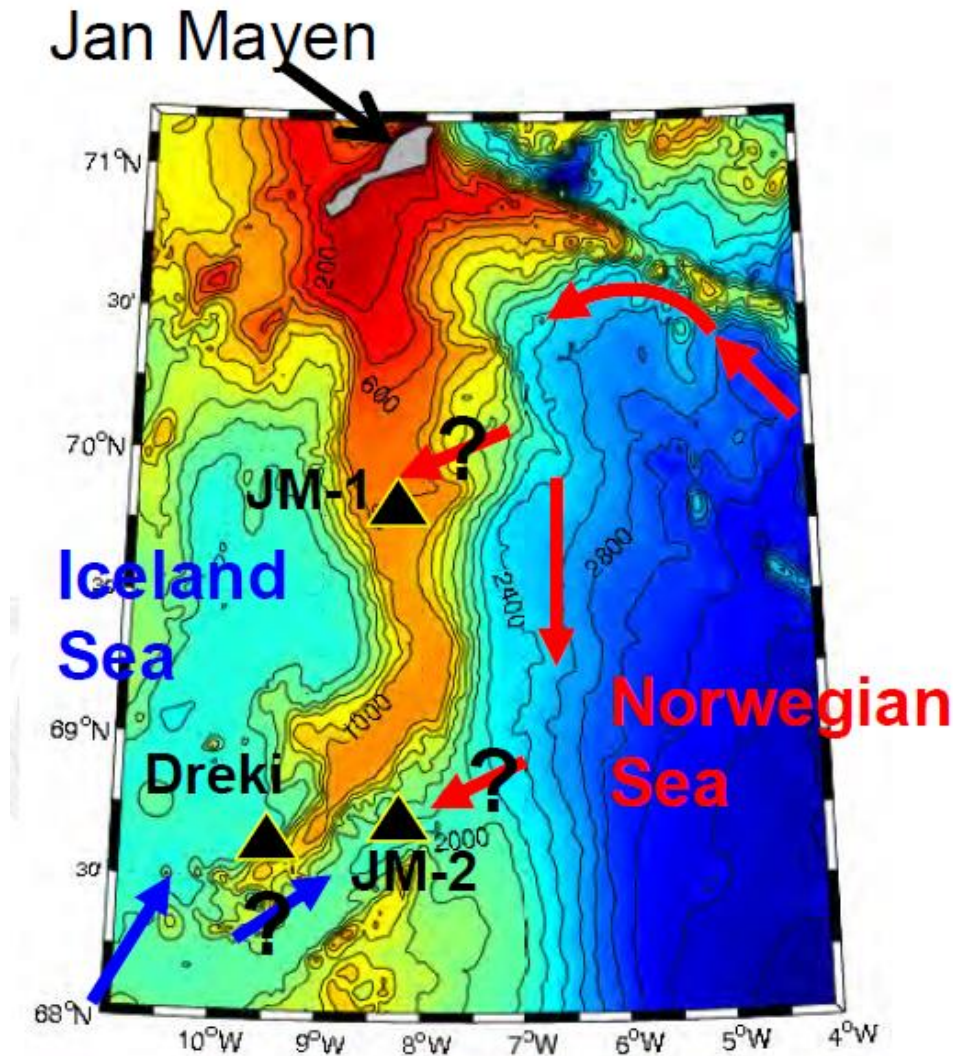 Jan Mayen
71°N
200
30'
600
?
70°N
JM-1
Iceland
Sea
30'
2400
2800
1000
69°N
Norwegian
Sea
Dreki
?
2000
JM-2
30'
?
68°N
10°W 9°W 8°W 7°W 6°W 5°W 4°W